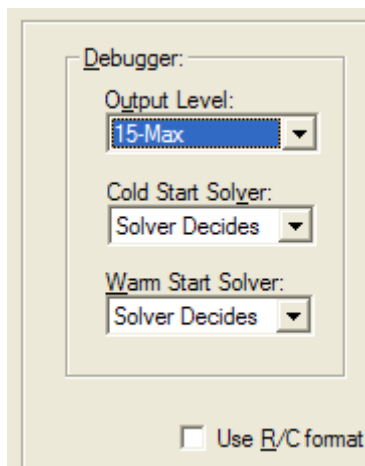 Debugger:
Output Level:
15-Max
Cold Start Solver:
Solver Decides
Warm Start Solver:
Solver Decides
Use R/C format